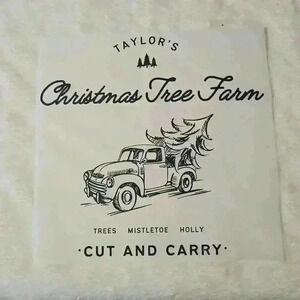 TAYLOR'S
Christmas Tree Farm
TREES MISTLETOE HOLLY
·CUT AND CARRY·